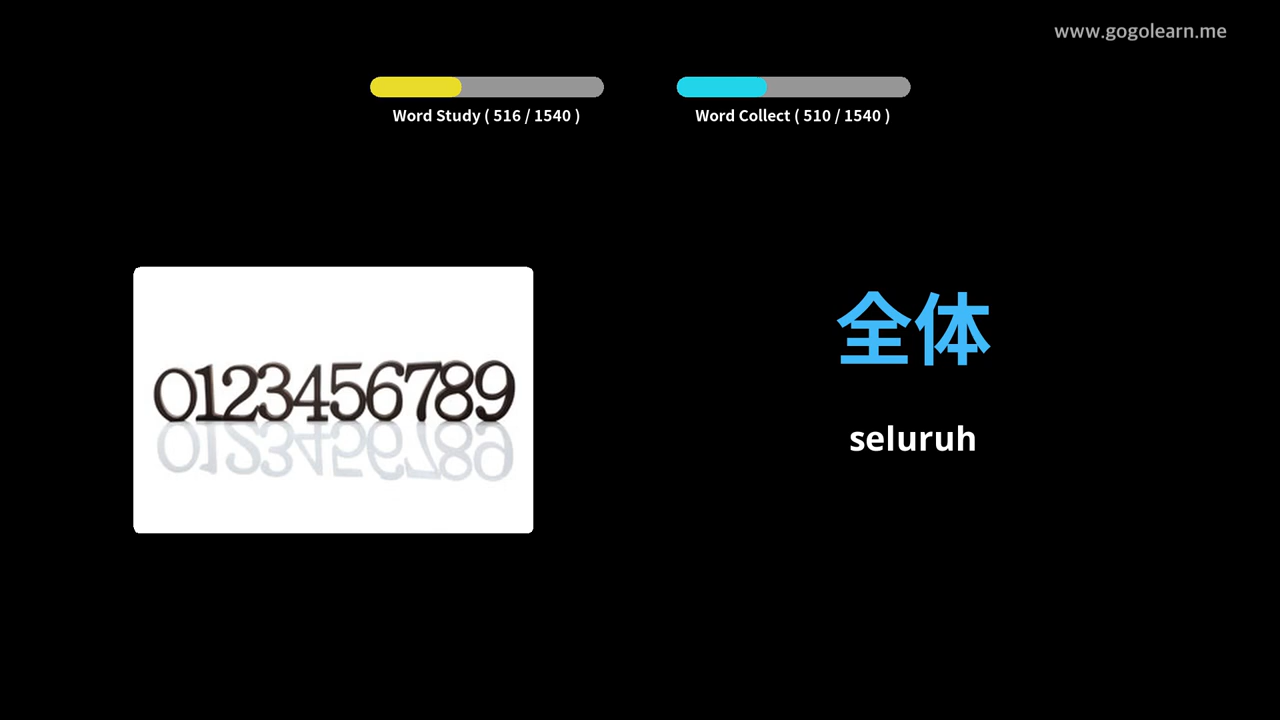 www.gogolearn.me
Word Study ( 516 / 1540 )
Word Collect ( 510 / 1540 )
0123456789
全体
seluruh